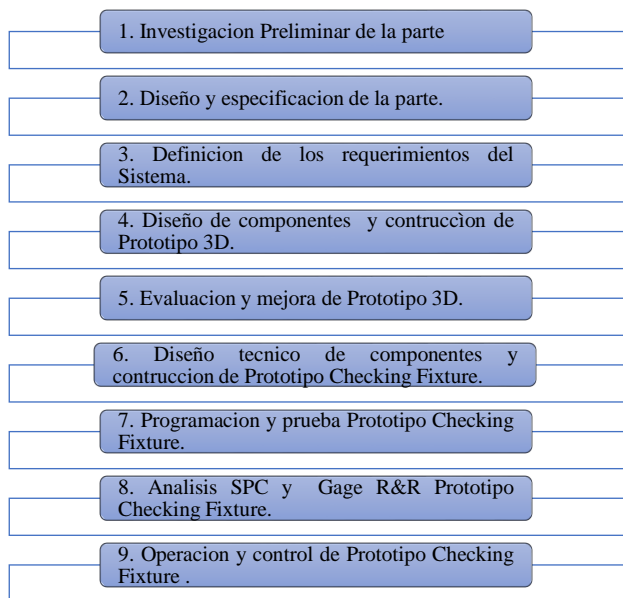 1. Investigacion Preliminar de la parte
2. Diseño y especificacion de la parte.
3. Definicion de los requerimientos del
Sistema.
4. Diseño de componentes y contrucciòn de
Prototipo 3D.
5. Evaluacion y mejora de Prototipo 3D.
6. Diseño tecnico de componentes y
contruccion de Prototipo Checking Fixture.
7. Programacion y prueba Prototipo Checking
Fixture.
8. Analisis SPC y Gage R&R Prototipo
Checking Fixture.
9. Operacion y control de Prototipo Checking
Fixture .